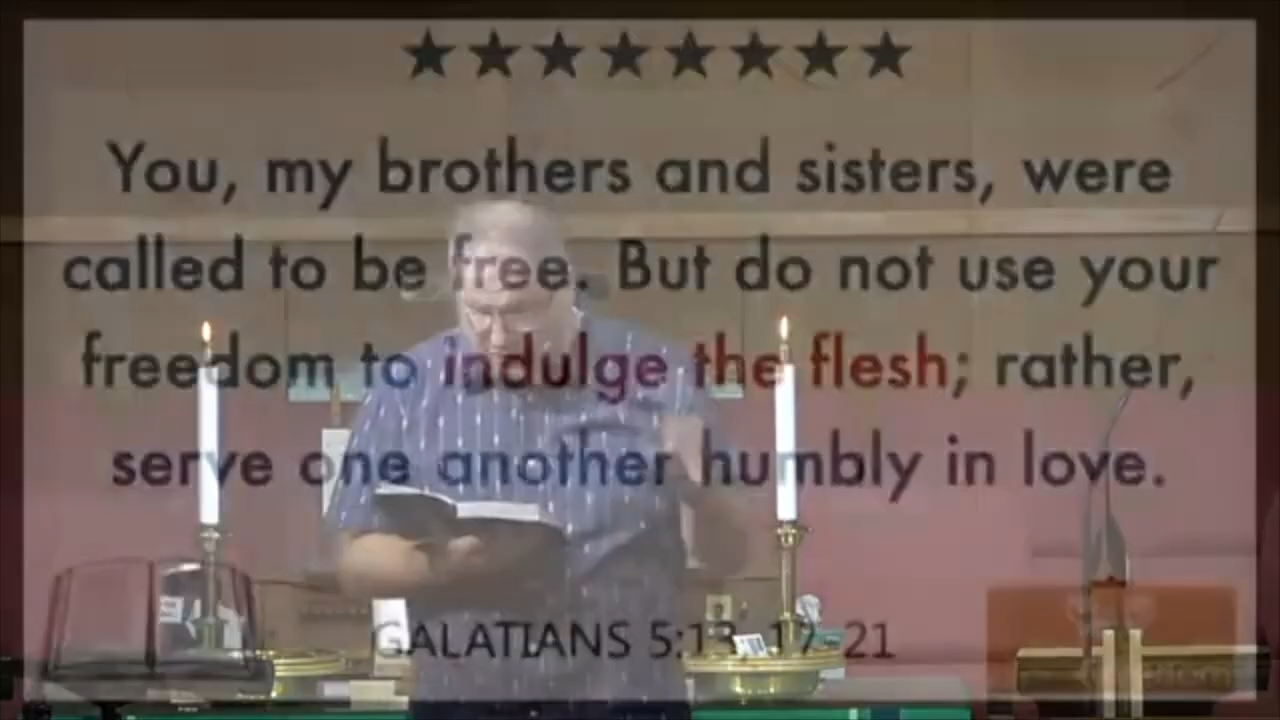 You, my brothers and sisters, were
called to be free. But do not use your
freedom to indulge the flesh; rather,
serve one another humbly in love.
GALATIANS 5:13, 17-21